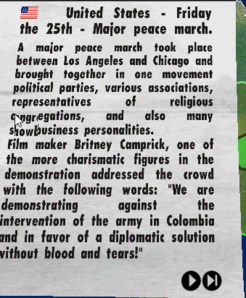 United States - Friday
the 25th - Major peace march.
A major peace march took place
between Los Angeles and Chicago and
brought together in one movement
political parties, various associations,
representatives of religious
congregations, and also many
showbusiness personalities.
Film maker Britney Camprick, one of
the more charismatic figures in the
demonstration addressed the crowd
with the following words: "We are
demonstrating against the
intervention of the army in Colombia
and in favor of a diplomatic solution
without blood and tears!"